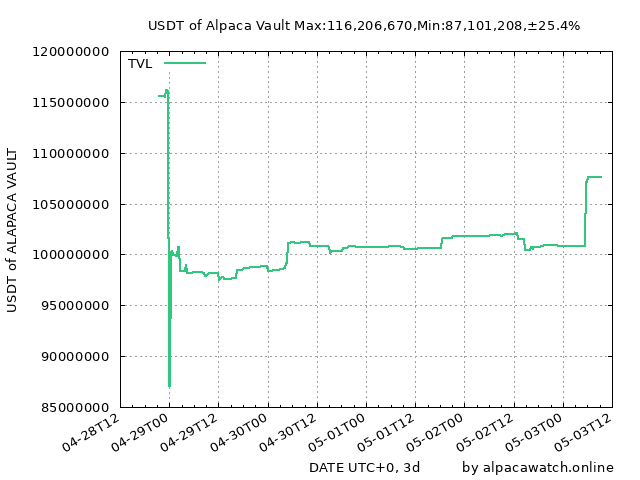 USDT of Alpaca Vault Max:116,206,670,Min:87,101,208,±25.4%
TVL
120000000
115000000
110000000
105000000
100000000
95000000
90000000
85000000
USDT of ALAPACA VAULT
04-28T12
04-29T00
04-29T12
04-30T00
04-30T12
05-01T00
05-01T12
05-02T00
05-02T12
05-03T00
05-03T12
DATE UTC+0, 3d
by alpacawatch.online